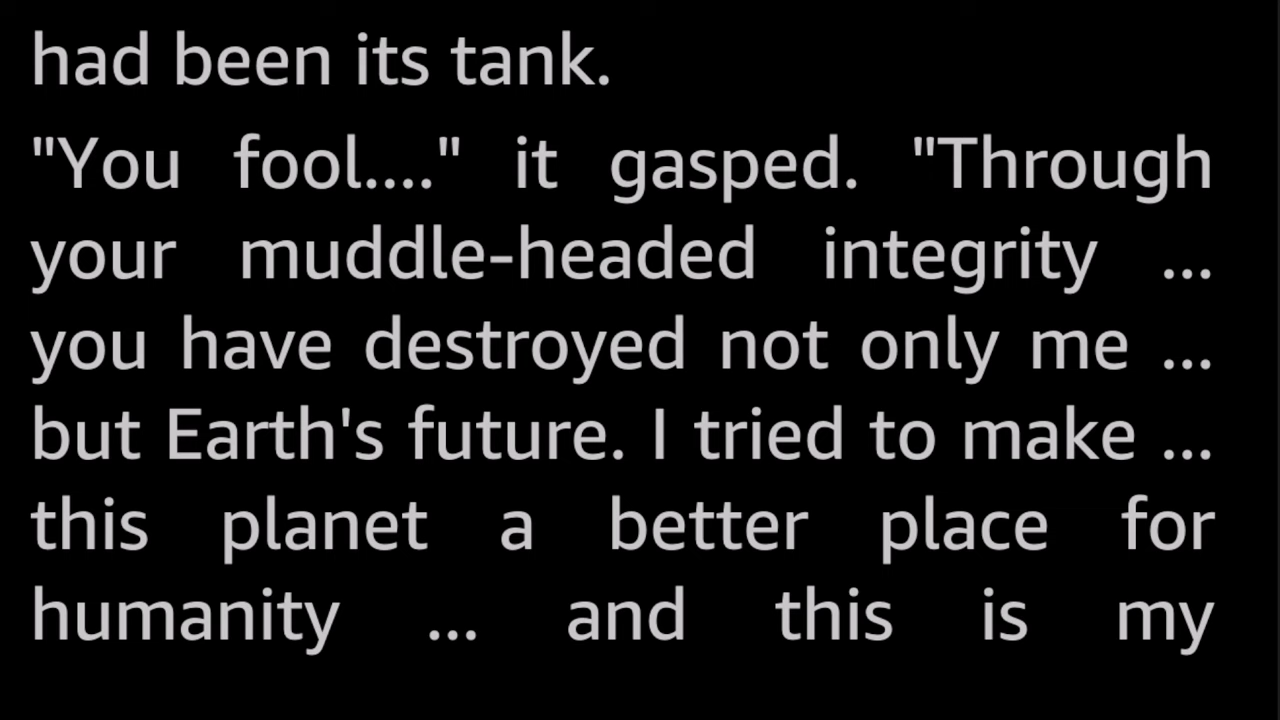 had been its tank.
"You fool...." it gasped. "Through
your muddle-headed integrity ...
you have destroyed not only me ...
but Earth's future. I tried to make ...
this planet a better place for
humanity ... and this is my